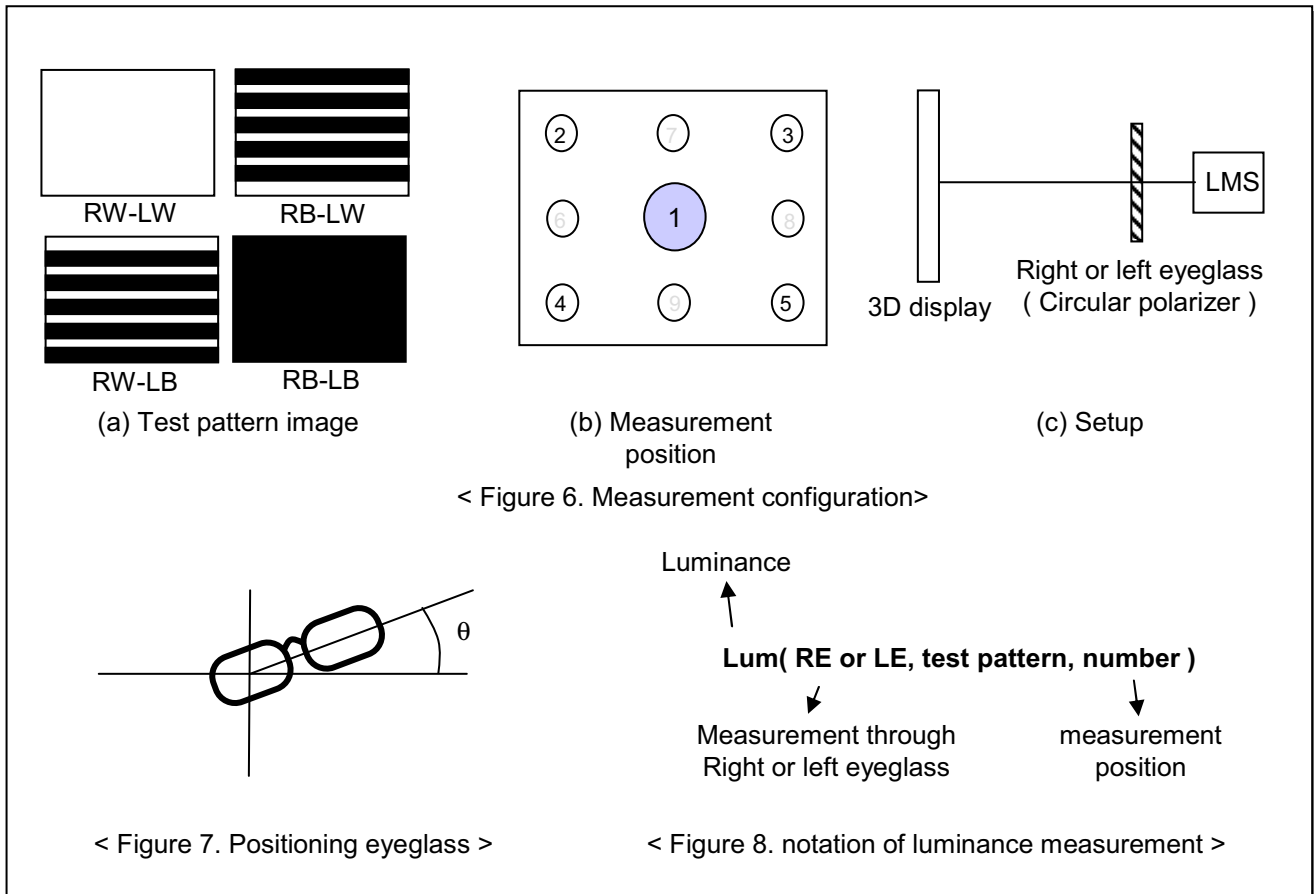 RW-LW
RB-LW
RW-LB
RB-LB
(a) Test pattern image
2
7
3
6
1
8
4
9
5
(b) Measurement
position
3D display
Right or left eyeglass
( Circular polarizer )
LMS
(c) Setup
< Figure 6. Measurement configuration>
θ
< Figure 7. Positioning eyeglass >
Luminance
Lum( RE or LE, test pattern, number )
Measurement through
Right or left eyeglass
measurement
position
< Figure 8. notation of luminance measurement >